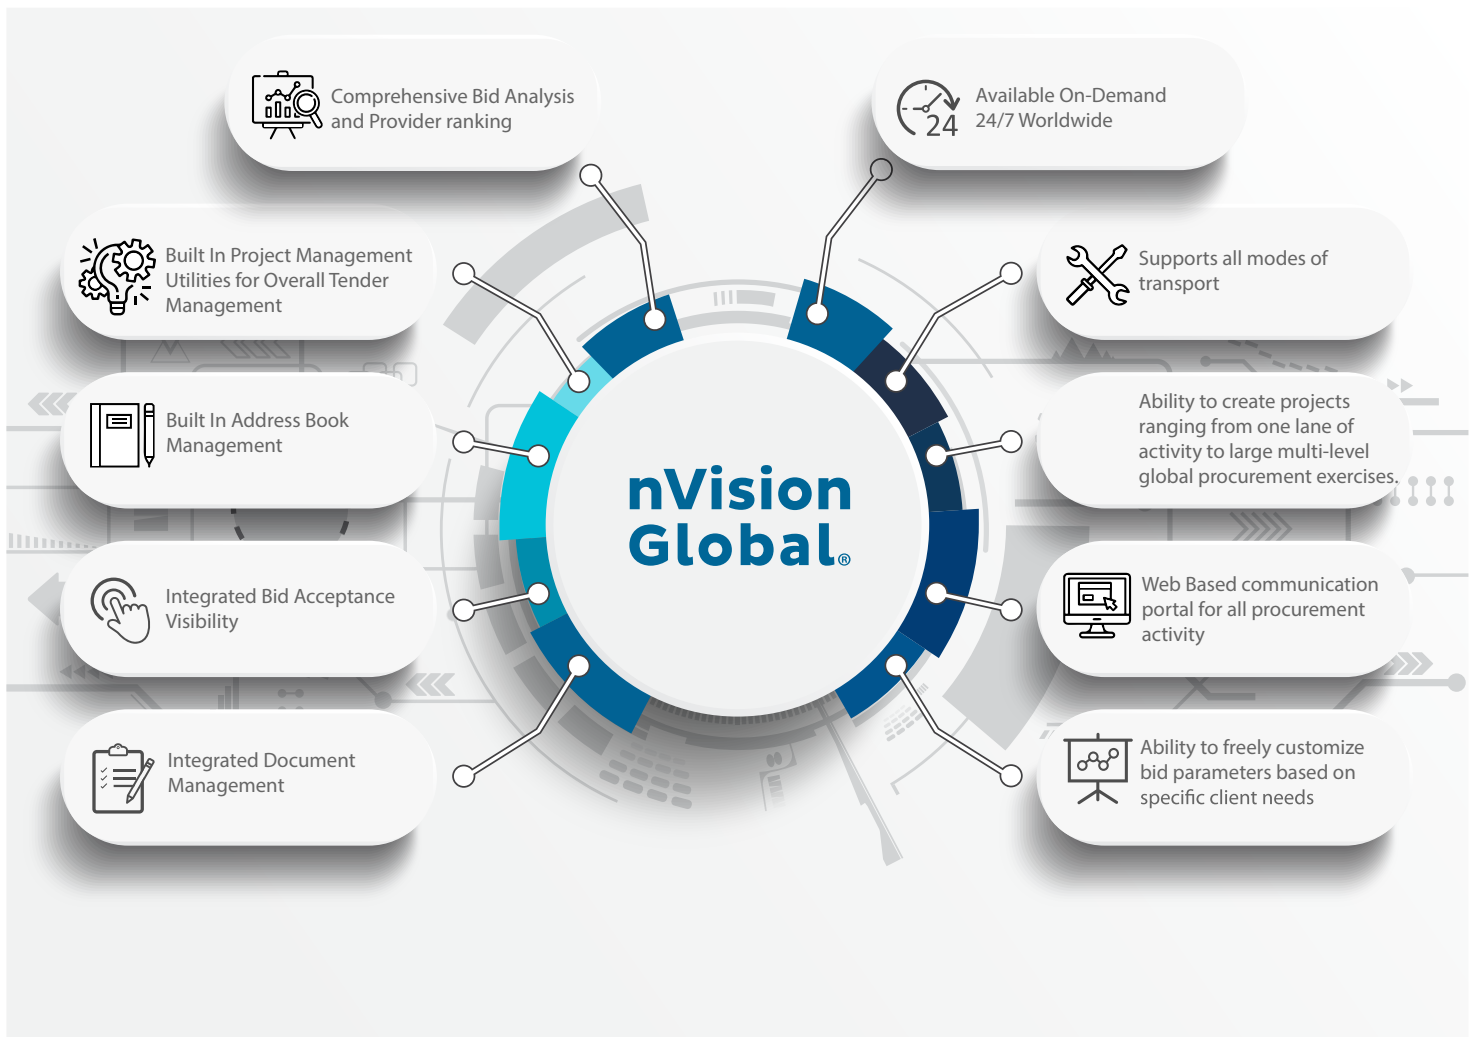 Comprehensive Bid Analysis
and Provider ranking
Available On-Demand
24/7 Worldwide
24
Built In Project Management
Utilities for Overall Tender
Management
Supports all modes of
transport
Built In Address Book
Management
Ability to create projects
ranging from one lane of
activity to large multi-level
global procurement exercises.
nVision
Global®
Integrated Bid Acceptance
Visibility
Web Based communication
portal for all procurement
activity
Integrated Document
Management
Ability to freely customize
bid parameters based on
specific client needs